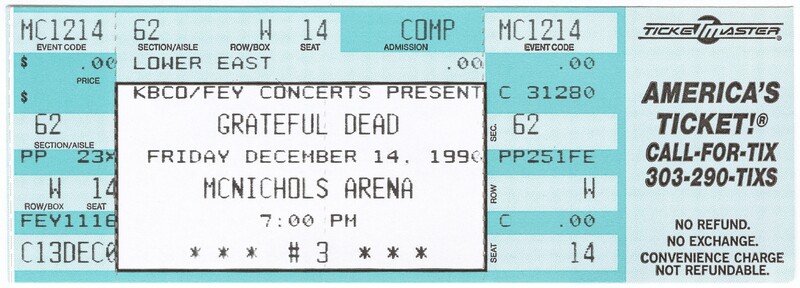 MC1214 62 W 14 COMP MC1214
EVENT CODE SECTION/AISLE ROW/BOX SEAT ADMISSION EVENT CODE
$ .00 LOWER EAST .00 .00
PRICE
$ KBCO/FEY CONCERTS PRESENT C 31280
62 GRATEFUL DEAD SEC. 62
SECTION/AISLE
PP 23X FRIDAY DECEMBER 14, 1990 PP251FE
W 14 MCNICHOLS ARENA ROW W
ROW/BOX SEAT
FEY1116 7:00 PM C .00
C13DEC0 *** #3 *** SEAT 14
TICKETMASTER®
AMERICA'S
TICKET!®
CALL-FOR-TIX
303-290-TIXS
NO REFUND.
NO EXCHANGE.
CONVENIENCE CHARGE
NOT REFUNDABLE.